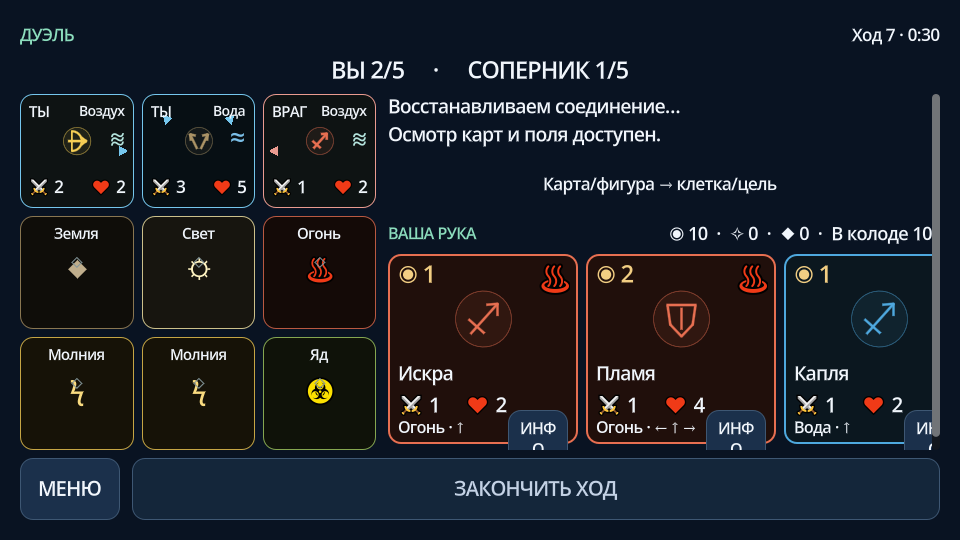 ДУЭЛЬ
Ход 7 · 0:30
ВЫ 2/5 · СОПЕРНИК 1/5
ТЫ Воздух
2 2
ТЫ Вода
3 5
ВРАГ Воздух
1 2
Восстанавливаем соединение...
Осмотр карт и поля доступен.
Карта/фигура → клетка/цель
Земля
Свет
Огонь
Молния
Молния
Яд
ВАША РУКА
◉ 10 · ✧ 0 · ◆ 0 · В колоде 10
◉ 1
Искра
1 2
Огонь · ↑
ИНФ
О
◉ 2
Пламя
1 4
Огонь · ← ↑ →
ИНФ
О
◉ 1
Капля
1 2
Вода · ↑
МЕНЮ
ЗАКОНЧИТЬ ХОД